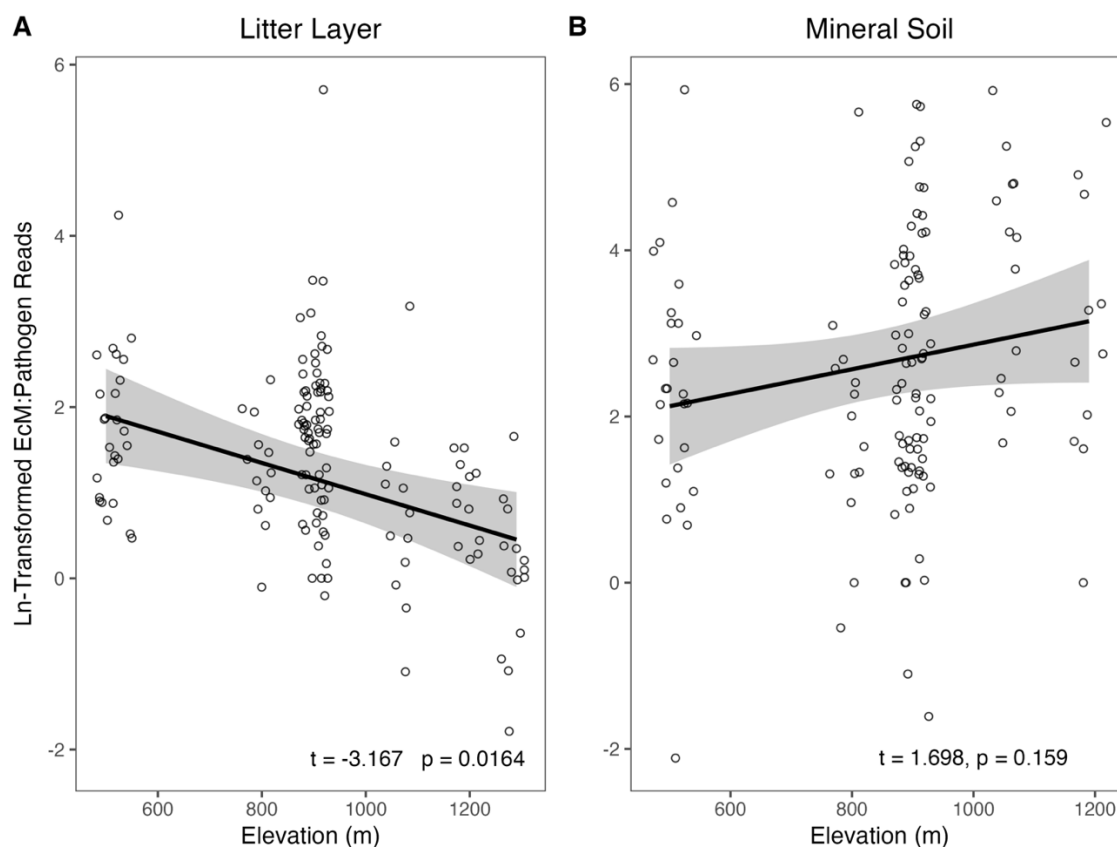 A Litter Layer
B Mineral Soil
Ln-Transformed EcM:Pathogen Reads
6
4
2
0
-2
t = -3.167 p = 0.0164
600 800 1000 1200
Elevation (m)
6
4
2
0
-2
t = 1.698, p = 0.159
600 800 1000 1200
Elevation (m)